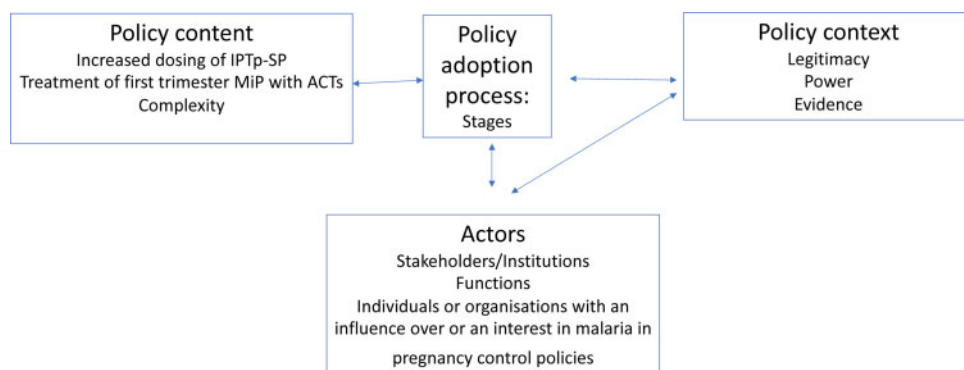 Policy content
Increased dosing of IPTp-SP
Treatment of first trimester MiP with ACTs
Complexity
Policy
adoption
process:
Stages
Policy context
Legitimacy
Power
Evidence
Actors
Stakeholders/Institutions
Functions
Individuals or organisations with an
influence over or an interest in malaria in
pregnancy control policies